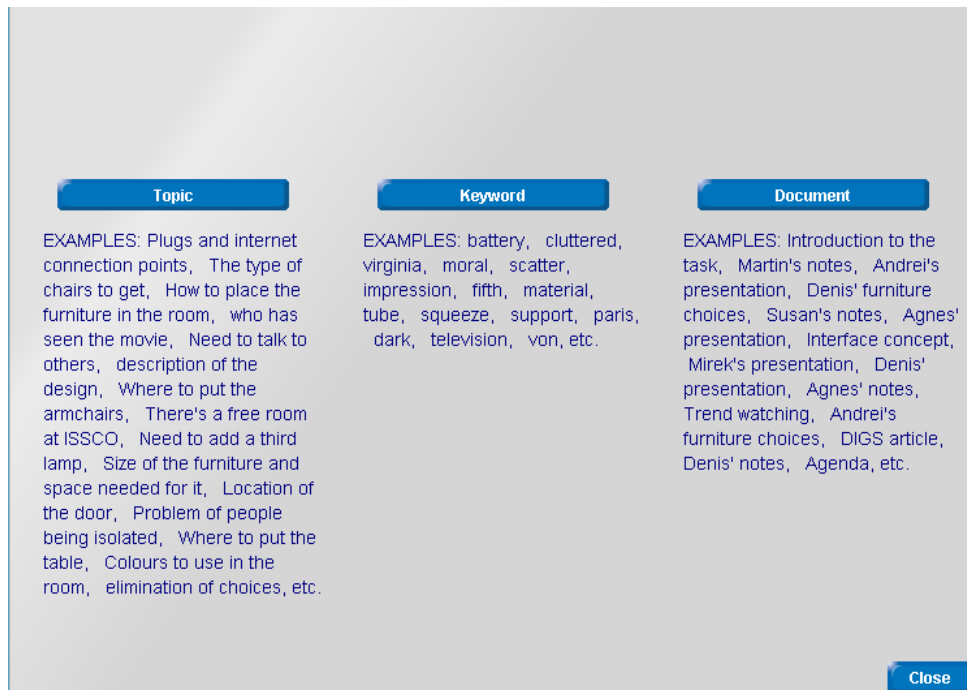 Topic
EXAMPLES: Plugs and internet
connection points, The type of
chairs to get, How to place the
furniture in the room, who has
seen the movie, Need to talk to
others, description of the
design, Where to put the
armchairs, There's a free room
at ISSCO, Need to add a third
lamp, Size of the furniture and
space needed for it, Location of
the door, Problem of people
being isolated, Where to put the
table, Colours to use in the
room, elimination of choices, etc.
Keyword
EXAMPLES: battery, cluttered,
virginia, moral, scatter,
impression, fifth, material,
tube, squeeze, support, paris,
dark, television, von, etc.
Document
EXAMPLES: Introduction to the
task, Martin's notes, Andrei's
presentation, Denis' furniture
choices, Susan's notes, Agnes'
presentation, Interface concept,
Mirek's presentation, Denis'
presentation, Agnes' notes,
Trend watching, Andrei's
furniture choices, DIGS article,
Denis' notes, Agenda, etc.
Close